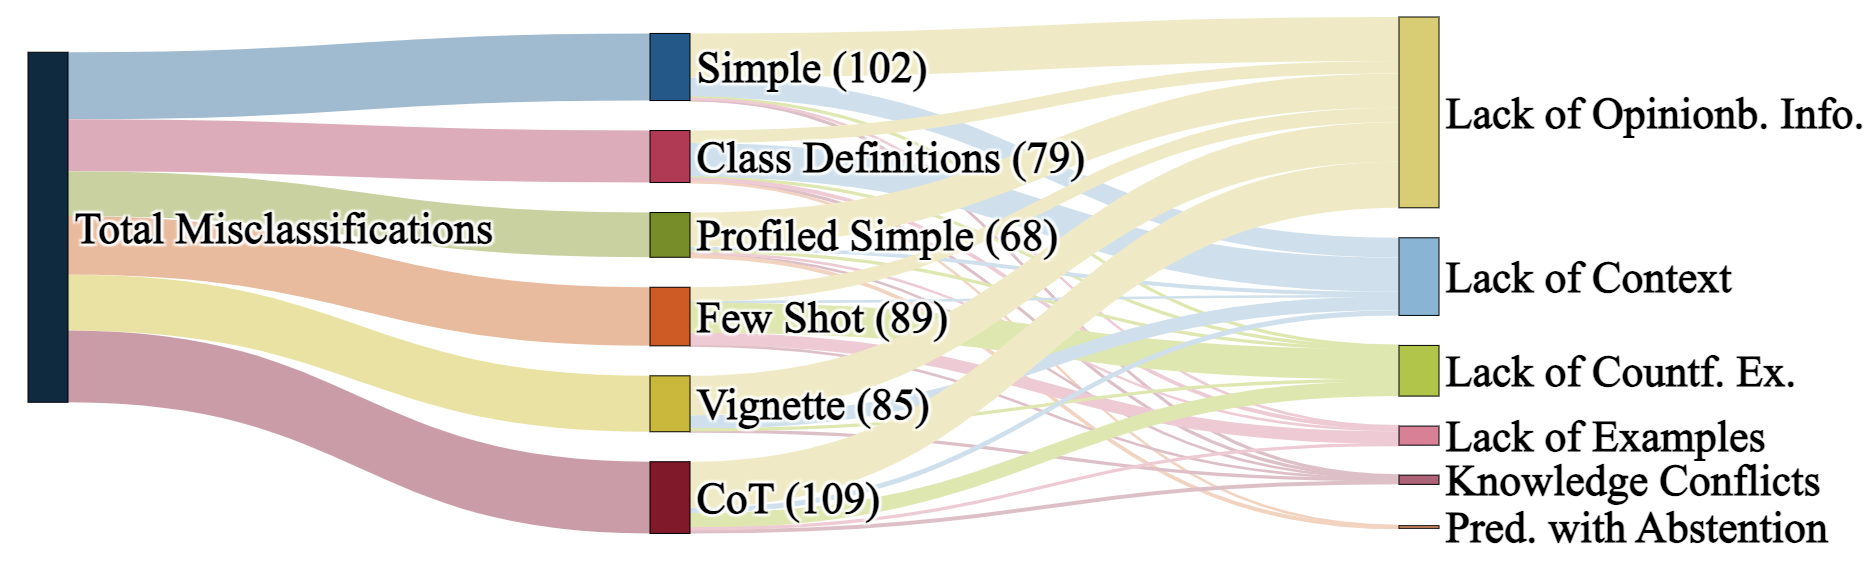 Total Misclassifications
Simple (102)
Class Definitions (79)
Profiled Simple (68)
Few Shot (89)
Vignette (85)
CoT (109)
Lack of Opinionb. Info.
Lack of Context
Lack of Countf. Ex.
Lack of Examples
Knowledge Conflicts
Pred. with Abstention